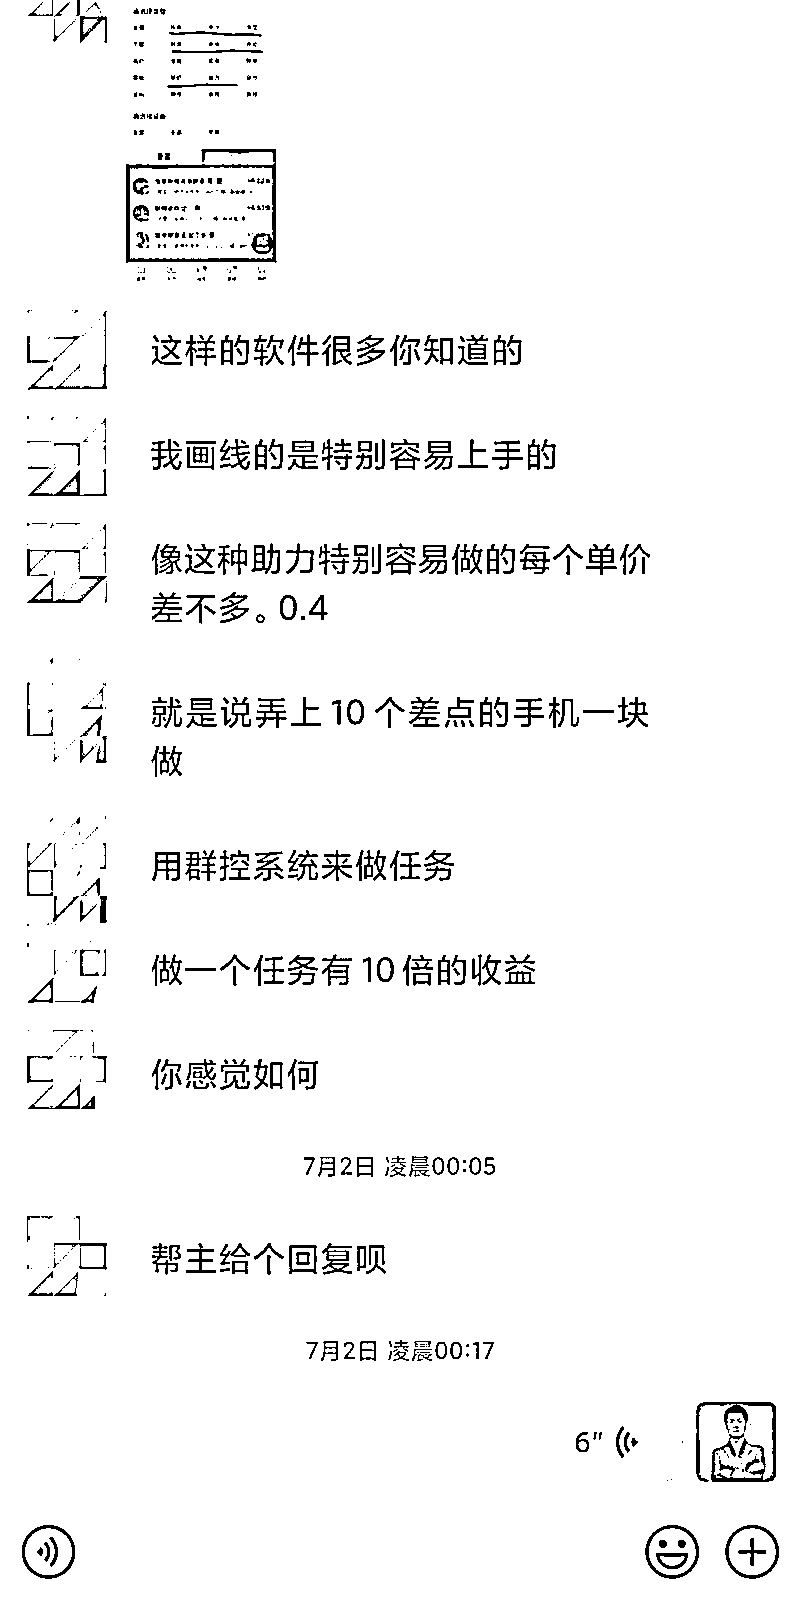 这样的软件很多你知道的
我画线的是特别容易上手的
像这种助力特别容易做的每个单价
差不多。0.4
就是说弄上10个差点的手机一块
做
用群控系统来做任务
做一个任务有10倍的收益
你感觉如何
7月2日 凌晨00:05
帮主给个回复呗
7月2日 凌晨00:17
6"